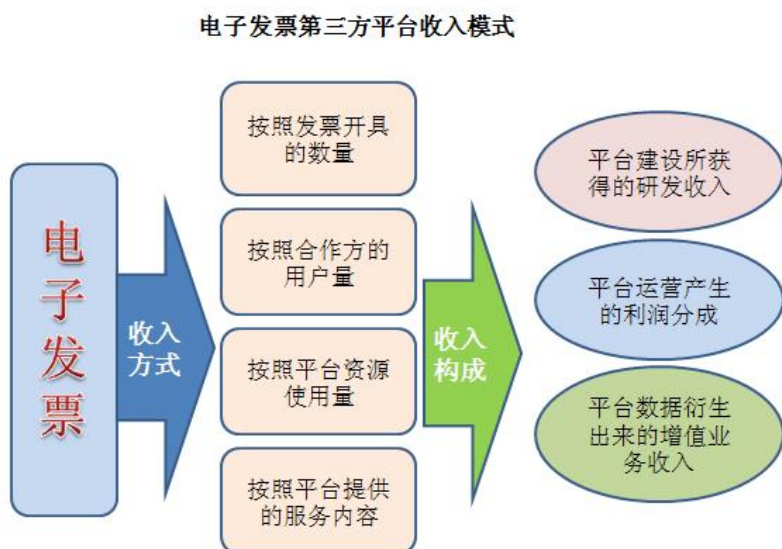 电子发票第三方平台收入模式
电子发票
收入
方式
按照发票开具
的数量
按照合作方的
用户量
按照平台资源
使用量
按照平台提供
的服务内容
收入
构成
平台建设所获
得的研发收入
平台运营产生
的利润分成
平台数据衍生
出来的增值业
务收入